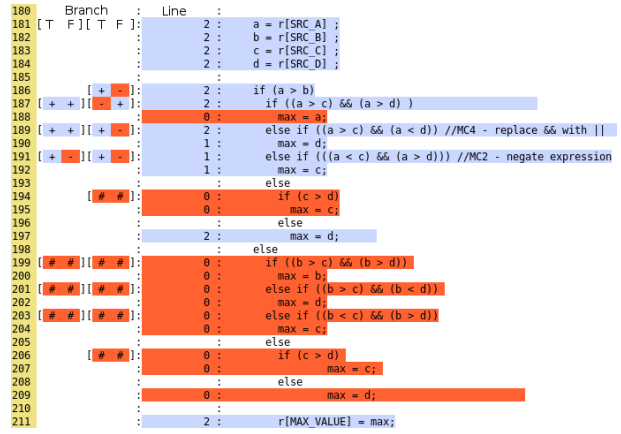 180 Branch : Line :
181 [ T F ][ T F ]: 2 : a = r[SRC_A] ;
182 : 2 : b = r[SRC_B] ;
183 : 2 : c = r[SRC_C] ;
184 : 2 : d = r[SRC_D] ;
185 : :
186 [ + - ]: 2 : if (a > b)
187 [ + + ][ - + ]: 2 : if ((a > c) && (a > d) )
188 : 0 : max = a;
189 [ + + ][ + - ]: 2 : else if ((a > c) && (a < d)) //MC4 - replace && with ||
190 : 1 : max = d;
191 [ + - ][ + - ]: 1 : else if (((a < c) && (a > d))) //MC2 - negate expression
192 : 1 : max = c;
193 : : else
194 [ # # ]: 0 : if (c > d)
195 : 0 : max = c;
196 : : else
197 : 2 : max = d;
198 : : else
199 [ # # ][ # # ]: 0 : if ((b > c) && (b > d))
200 : 0 : max = b;
201 [ # # ][ # # ]: 0 : else if ((b > c) && (b < d))
202 : 0 : max = d;
203 [ # # ][ # # ]: 0 : else if ((b < c) && (b > d))
204 : 0 : max = c;
205 : : else
206 [ # # ]: 0 : if (c > d)
207 : 0 : max = c;
208 : : else
209 : 0 : max = d;
210 : :
211 : 2 : r[MAX_VALUE] = max;